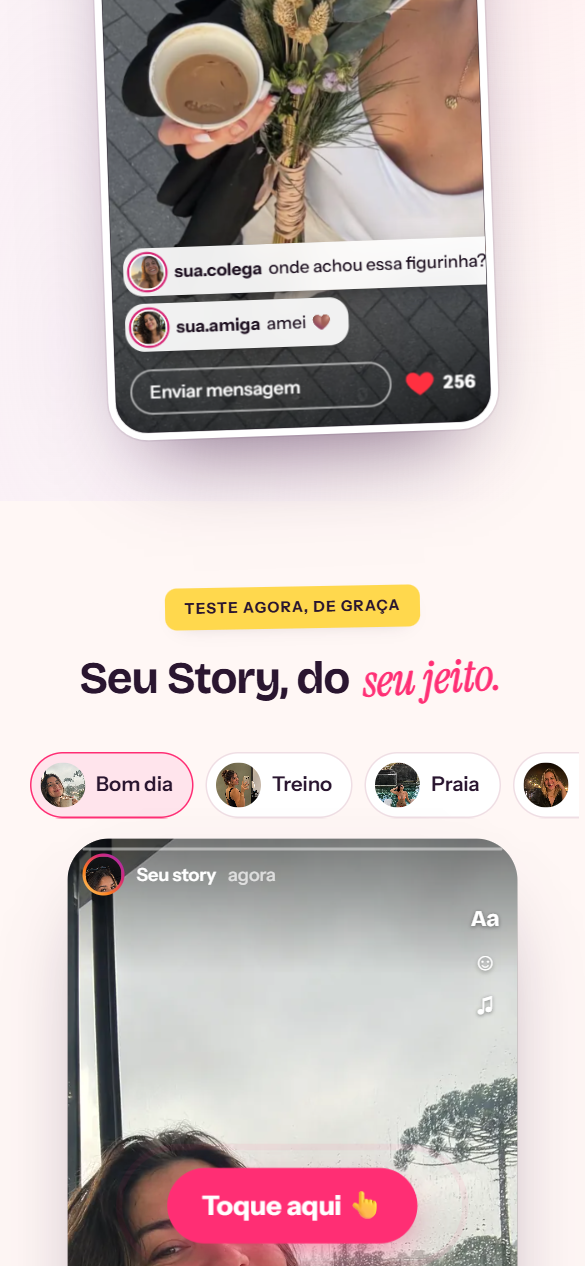 sua.colega onde achou essa figurinha?
sua.amiga amei
Enviar mensagem 256
TESTE AGORA, DE GRAÇA
Seu Story, do seu jeito.
Bom dia Treino Praia
Seu story agora
Aa
Toque aqui